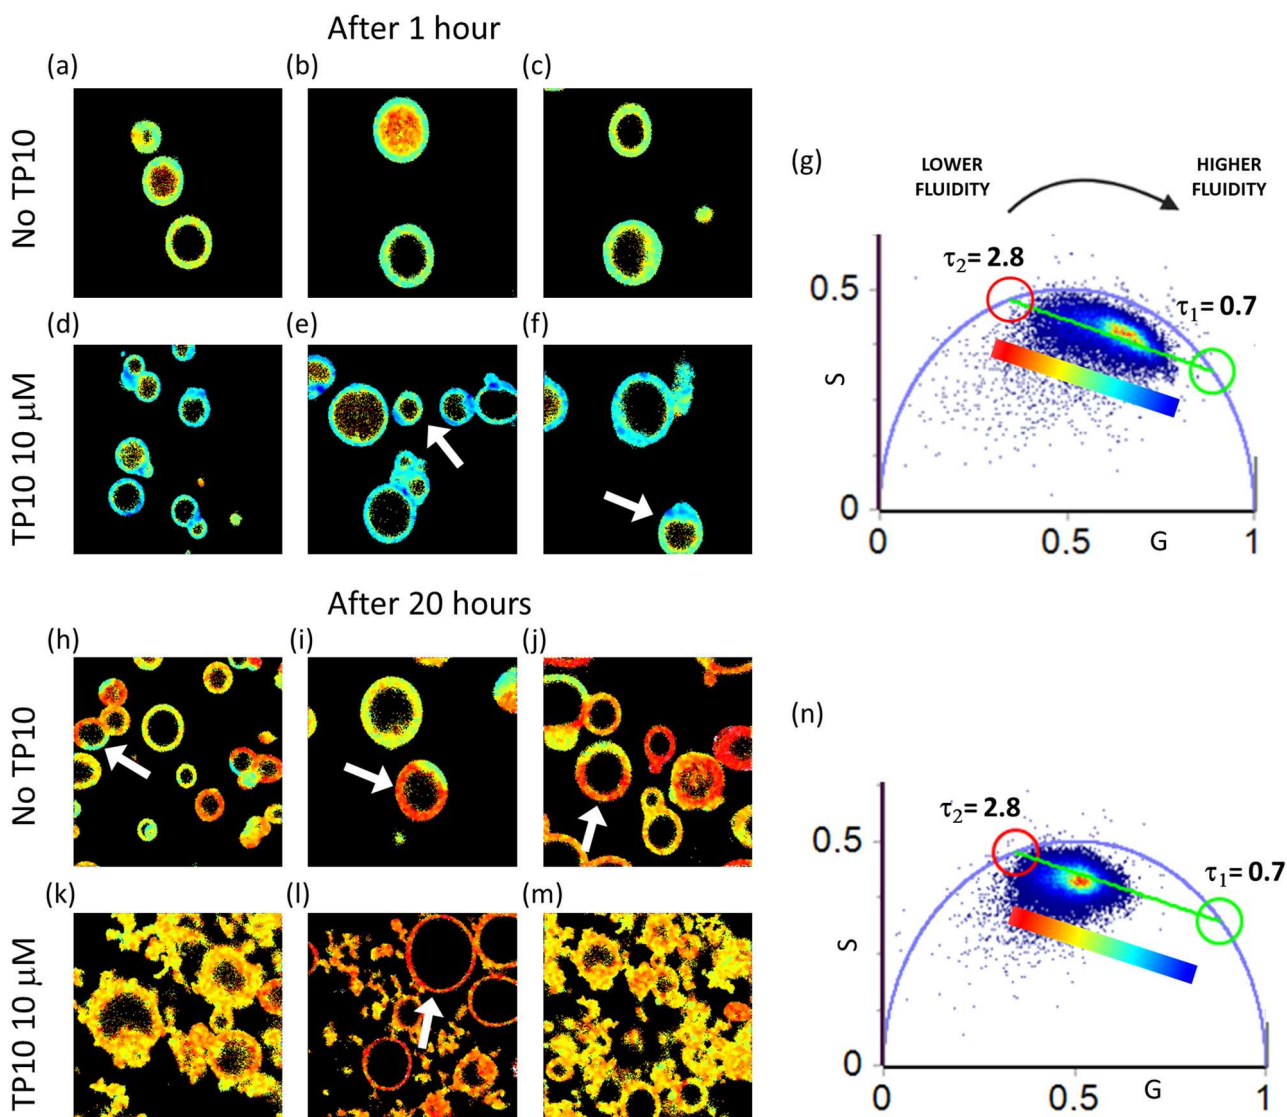 After 1 hour
(a)
(b)
(c)
No TP10
(d)
(e)
(f)
TP10 10 μM
(g)
LOWER
FLUIDITY
HIGHER
FLUIDITY
τ2= 2.8
τ1= 0.7
0.5
S
0
0
0.5
G
1
After 20 hours
(h)
(i)
(j)
No TP10
(k)
(l)
(m)
TP10 10 μM
(n)
τ2= 2.8
τ1= 0.7
0.5
S
0
0
0.5
G
1